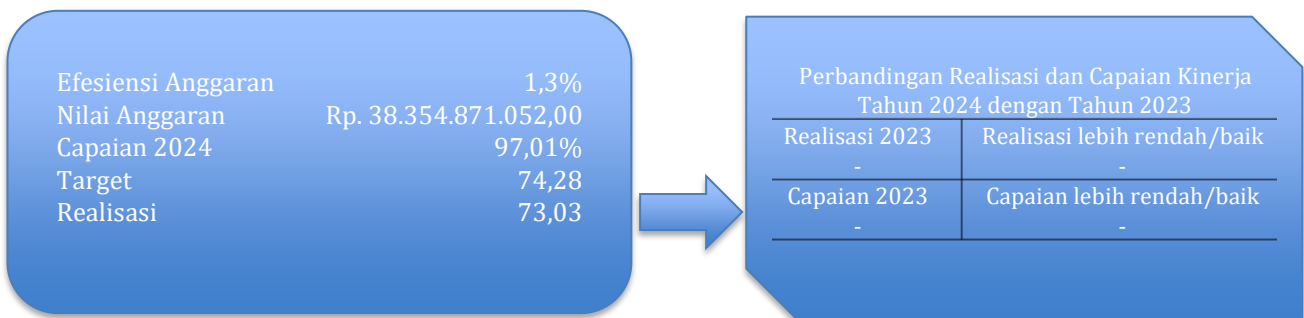 Efesiensi Anggaran 1,3%
Nilai Anggaran Rp. 38.354.871.052,00
Capaian 2024 97,01%
Target 74,28
Realisasi 73,03
Perbandingan Realisasi dan Capaian Kinerja
Tahun 2024 dengan Tahun 2023
Realisasi 2023 Realisasi lebih rendah/baik
- -
Capaian 2023 Capaian lebih rendah/baik
- -